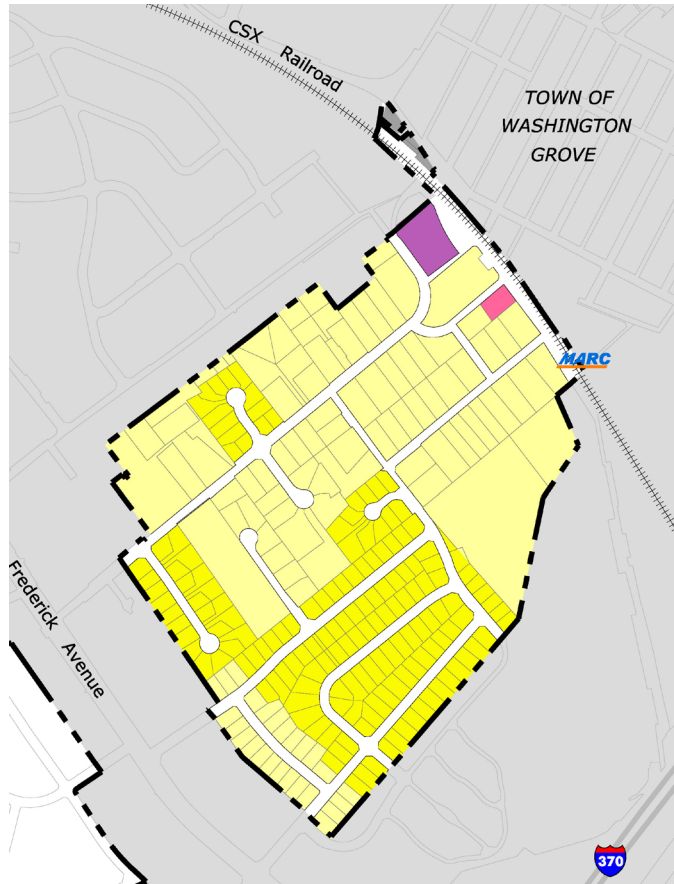 CSX Railroad
TOWN OF
WASHINGTON
GROVE
MARC
Frederick Avenue
370